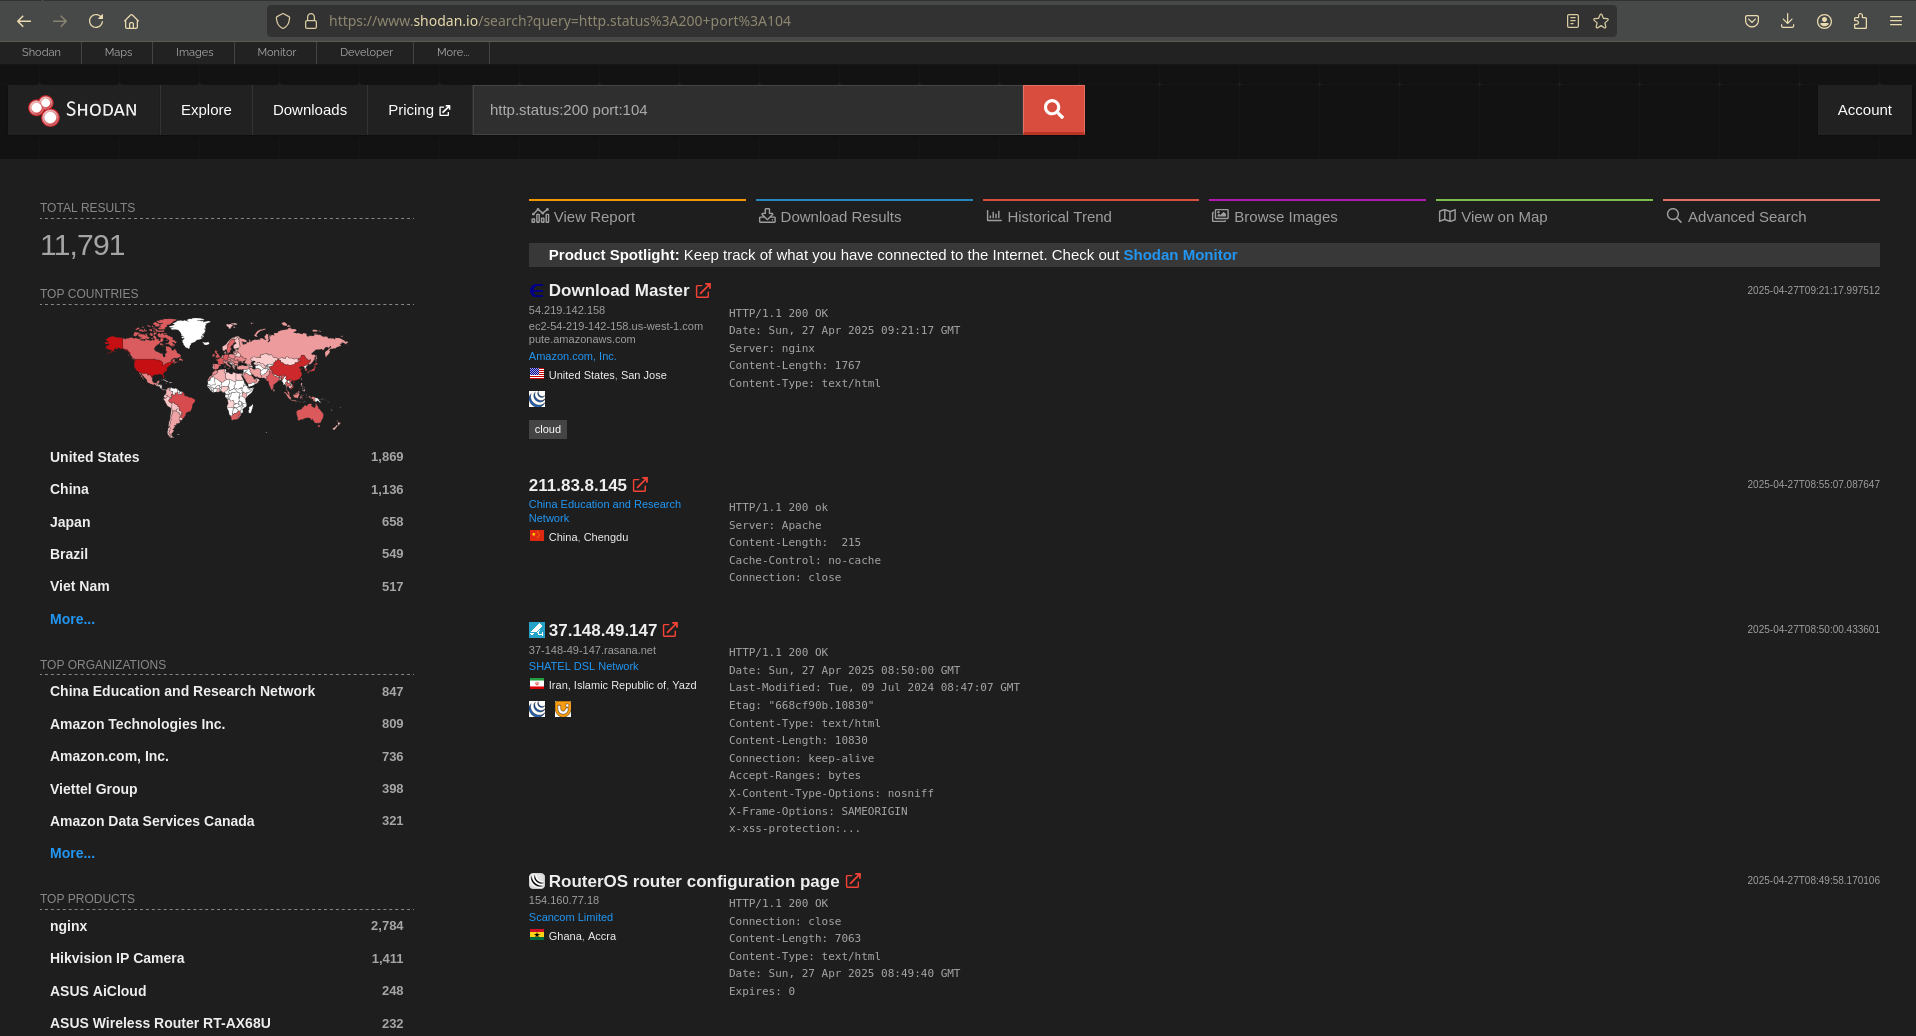 https://www.shodan.io/search?query=http.status%3A200+port%3A104
Shodan
Maps
Images
Monitor
Developer
More...
SHODAN
Explore
Downloads
Pricing
http.status:200 port:104
Account
TOTAL RESULTS
11,791
TOP COUNTRIES
United States 1,869
China 1,136
Japan 658
Brazil 549
Viet Nam 517
More...
TOP ORGANIZATIONS
China Education and Research Network 847
Amazon Technologies Inc. 809
Amazon.com, Inc. 736
Viettel Group 398
Amazon Data Services Canada 321
More...
TOP PRODUCTS
nginx 2,784
Hikvision IP Camera 1,411
ASUS AiCloud 248
ASUS Wireless Router RT-AX68U 232
View Report
Download Results
Historical Trend
Browse Images
View on Map
Advanced Search
Product Spotlight: Keep track of what you have connected to the Internet. Check out Shodan Monitor
Download Master
2025-04-27T09:21:17.997512
54.219.142.158
ec2-54-219-142-158.us-west-1.com
pute.amazonaws.com
Amazon.com, Inc.
United States, San Jose
cloud
HTTP/1.1 200 OK
Date: Sun, 27 Apr 2025 09:21:17 GMT
Server: nginx
Content-Length: 1767
Content-Type: text/html
211.83.8.145
2025-04-27T08:55:07.087647
China Education and Research
Network
China, Chengdu
HTTP/1.1 200 ok
Server: Apache
Content-Length:  215
Cache-Control: no-cache
Connection: close
37.148.49.147
2025-04-27T08:50:00.433601
37-148-49-147.rasana.net
SHATEL DSL Network
Iran, Islamic Republic of, Yazd
HTTP/1.1 200 OK
Date: Sun, 27 Apr 2025 08:50:00 GMT
Last-Modified: Tue, 09 Jul 2024 08:47:07 GMT
Etag: "668cf90b.10830"
Content-Type: text/html
Content-Length: 10830
Connection: keep-alive
Accept-Ranges: bytes
X-Content-Type-Options: nosniff
X-Frame-Options: SAMEORIGIN
x-xss-protection:...
RouterOS router configuration page
2025-04-27T08:49:58.170106
154.160.77.18
Scancom Limited
Ghana, Accra
HTTP/1.1 200 OK
Connection: close
Content-Length: 7063
Content-Type: text/html
Date: Sun, 27 Apr 2025 08:49:40 GMT
Expires: 0